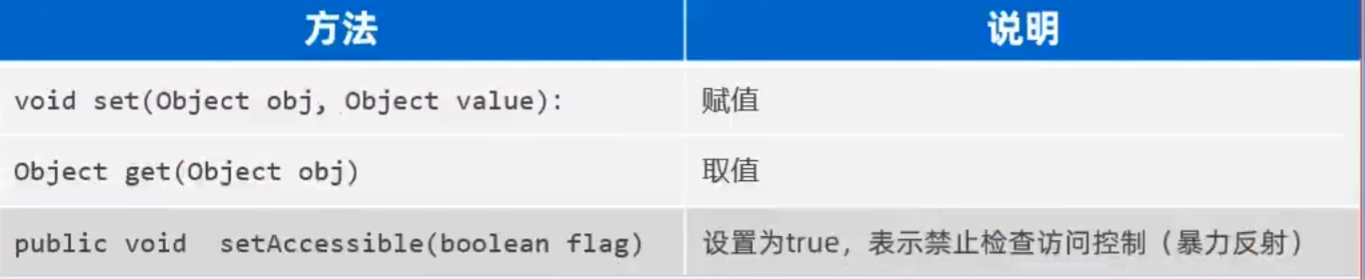 方法
说明
void set(Object obj, Object value):
赋值
Object get(Object obj)
取值
public void  setAccessible(boolean flag)
设置为true，表示禁止检查访问控制（暴力反射）